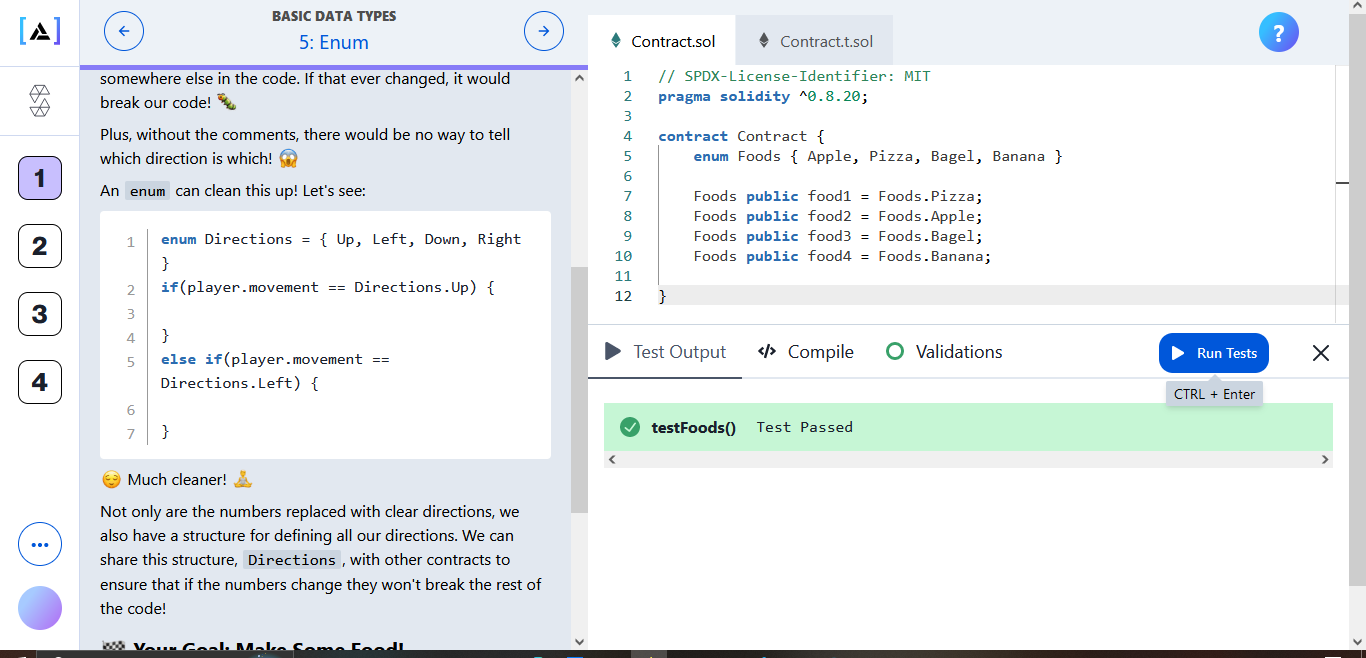 BASIC DATA TYPES
5: Enum
1
2
3
4
somewhere else in the code. If that ever changed, it would
break our code! 🐛
Plus, without the comments, there would be no way to tell
which direction is which! 😱
An enum can clean this up! Let's see:
1 enum Directions = { Up, Left, Down, Right
}
2 if(player.movement == Directions.Up) {
3
4 }
5 else if(player.movement ==
Directions.Left) {
6
7 }
😌 Much cleaner! 🧘
Not only are the numbers replaced with clear directions, we
also have a structure for defining all our directions. We can
share this structure, Directions, with other contracts to
ensure that if the numbers change they won't break the rest of
the code!
🏁 Your Goal: Make Some Food!
Contract.sol
Contract.t.sol
?
1 // SPDX-License-Identifier: MIT
2 pragma solidity ^0.8.20;
3
4 contract Contract {
5 enum Foods { Apple, Pizza, Bagel, Banana }
6
7 Foods public food1 = Foods.Pizza;
8 Foods public food2 = Foods.Apple;
9 Foods public food3 = Foods.Bagel;
10 Foods public food4 = Foods.Banana;
11
12 }
Test Output
</> Compile
Validations
Run Tests
CTRL + Enter
testFoods() Test Passed